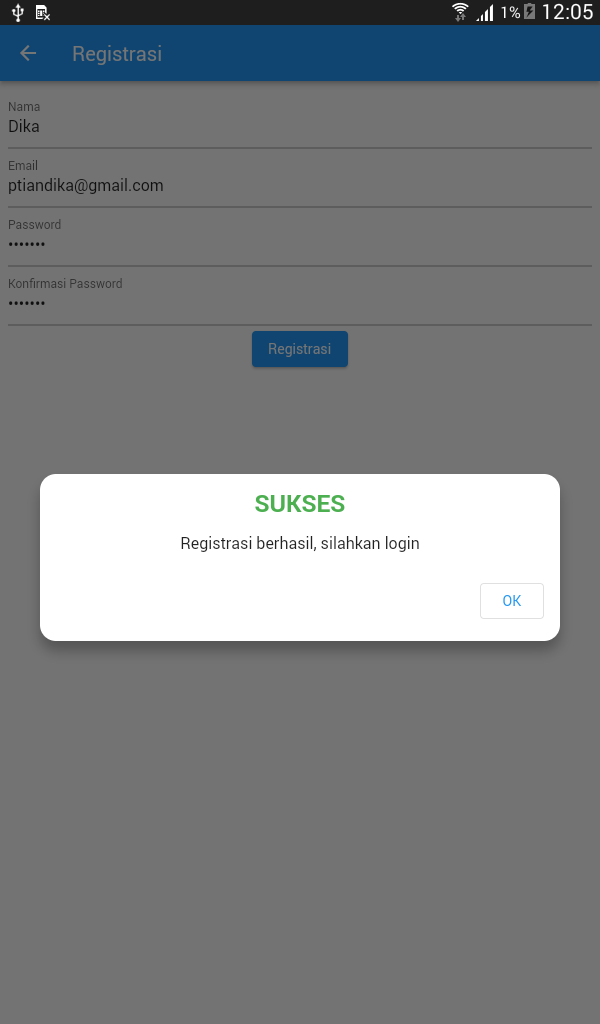 1% 12:05
Registrasi
Nama
Dika
Email
ptiandika@gmail.com
Password
•••••••
Konfirmasi Password
•••••••
Registrasi
SUKSES
Registrasi berhasil, silahkan login
OK